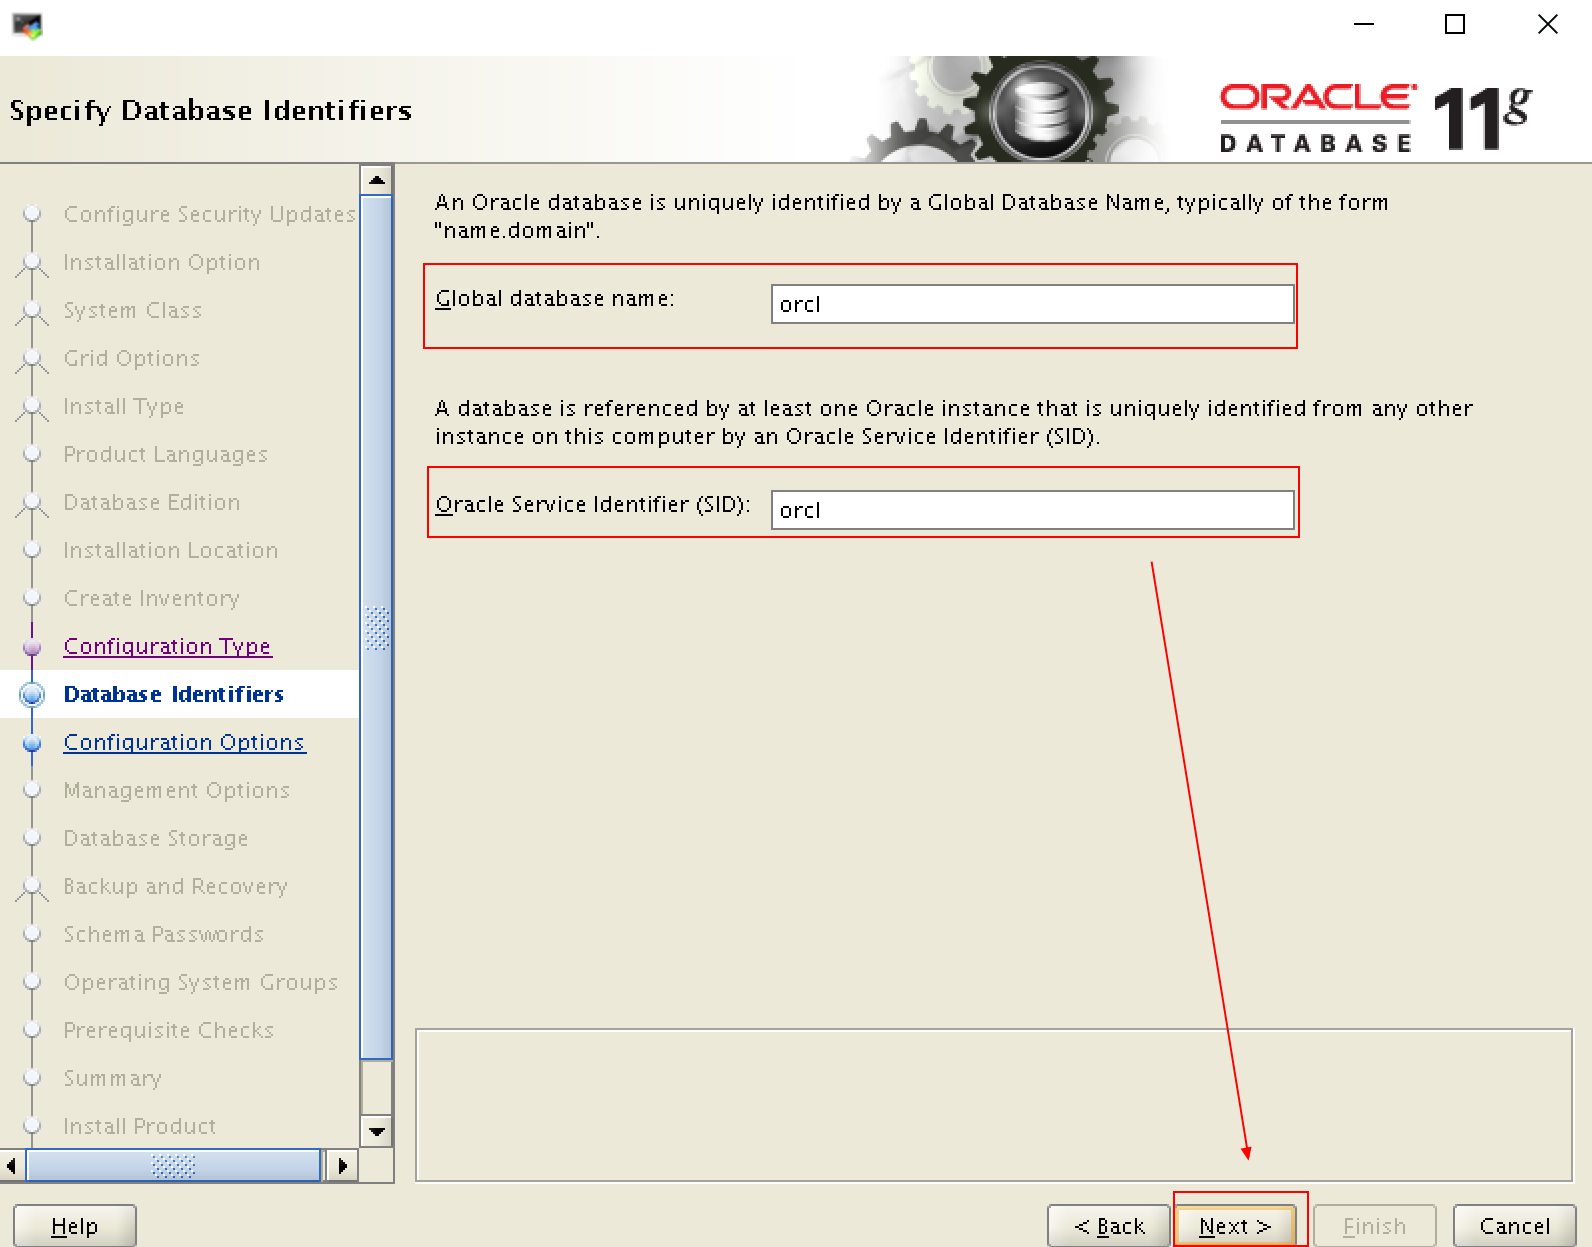 Specify Database Identifiers
ORACLE
DATABASE
11g
Configure Security Updates
Installation Option
System Class
Grid Options
Install Type
Product Languages
Database Edition
Installation Location
Create Inventory
Configuration Type
Database Identifiers
Configuration Options
Management Options
Database Storage
Backup and Recovery
Schema Passwords
Operating System Groups
Prerequisite Checks
Summary
Install Product
An Oracle database is uniquely identified by a Global Database Name, typically of the form
"name.domain".
Global database name: orcl
A database is referenced by at least one Oracle instance that is uniquely identified from any other
instance on this computer by an Oracle Service Identifier (SID).
Oracle Service Identifier (SID): orcl
Help
< Back
Next >
Finish
Cancel